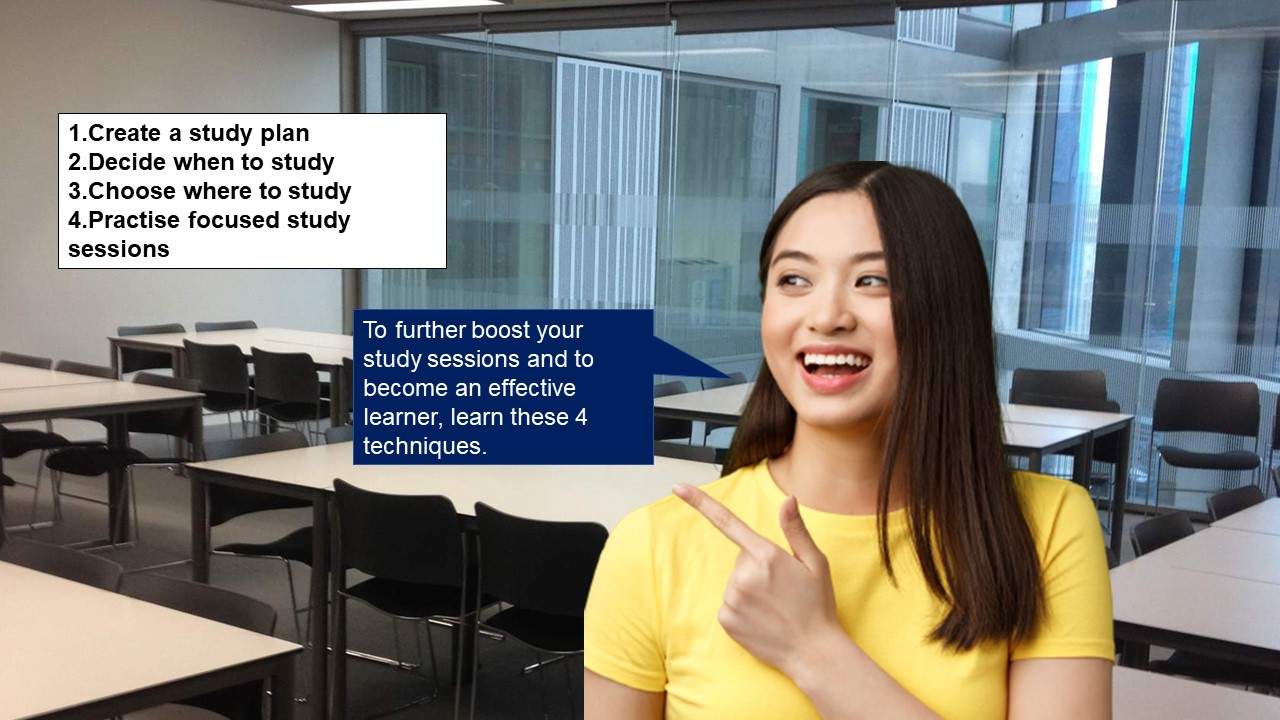 1.Create a study plan
2.Decide when to study
3.Choose where to study
4.Practise focused study
sessions
To further boost your
study sessions and to
become an effective
learner, learn these 4
techniques.